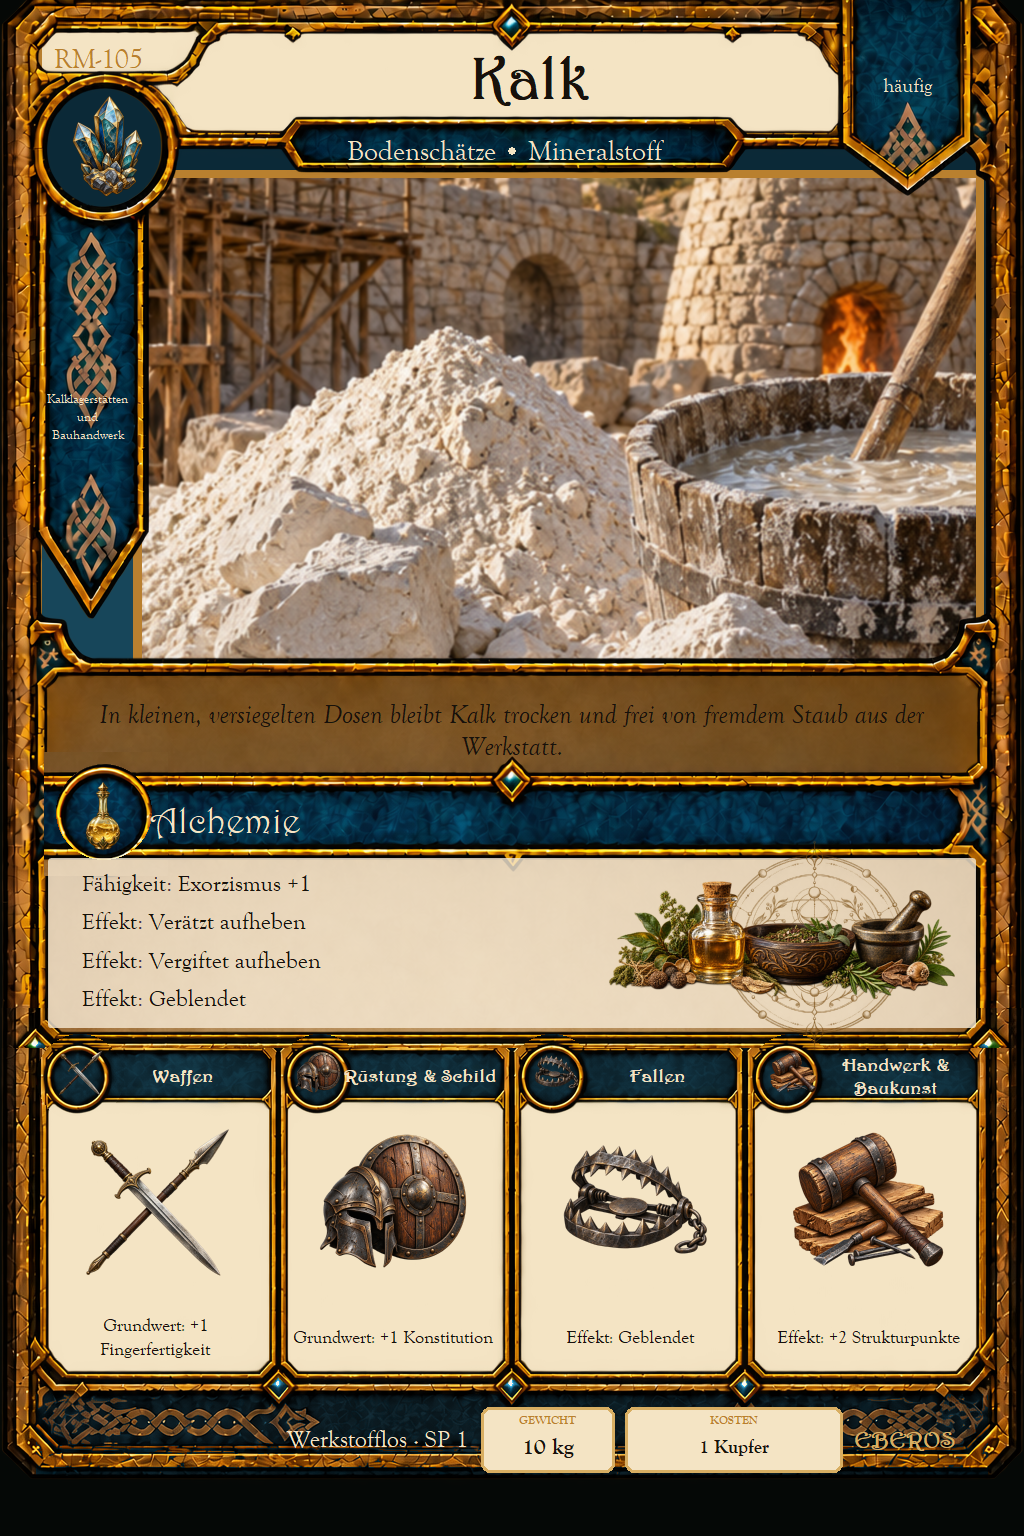 RM-105
Kalk
häufig
Bodenschätze • Mineralstoff
Kalklagerstätten
und
Bauhandwerk
In kleinen, versiegelten Dosen bleibt Kalk trocken und frei von fremdem Staub aus der
Werkstatt.
Alchemie
Fähigkeit: Exorzismus +1
Effekt: Verätzt aufheben
Effekt: Vergiftet aufheben
Effekt: Geblendet
Waffen
Grundwert: +1
Fingerfertigkeit
Rüstung & Schild
Grundwert: +1 Konstitution
Fallen
Effekt: Geblendet
Handwerk &
Baukunst
Effekt: +2 Strukturpunkte
Werkstofflos · SP 1
GEWICHT
10 kg
KOSTEN
1 Kupfer
EBEROS